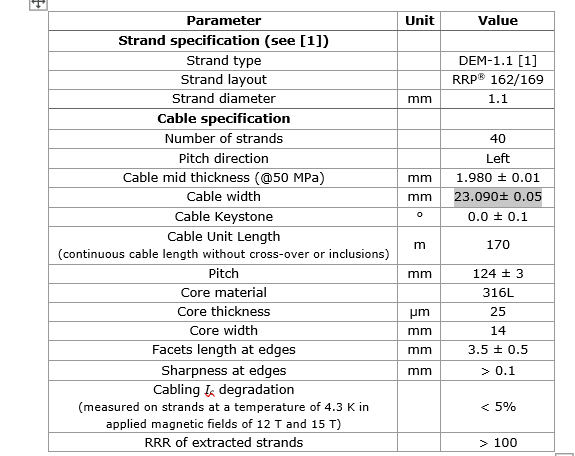 Parameter Unit Value
Strand specification (see [1])
Strand type DEM-1.1 [1]
Strand layout RRP® 162/169
Strand diameter mm 1.1
Cable specification
Number of strands 40
Pitch direction Left
Cable mid thickness (@50 MPa) mm 1.980 ± 0.01
Cable width mm 23.090± 0.05
Cable Keystone ° 0.0 ± 0.1
Cable Unit Length
(continuous cable length without cross-over or inclusions) m 170
Pitch mm 124 ± 3
Core material 316L
Core thickness µm 25
Core width mm 14
Facets length at edges mm 3.5 ± 0.5
Sharpness at edges mm > 0.1
Cabling Ic degradation
(measured on strands at a temperature of 4.3 K in
applied magnetic fields of 12 T and 15 T) < 5%
RRR of extracted strands > 100